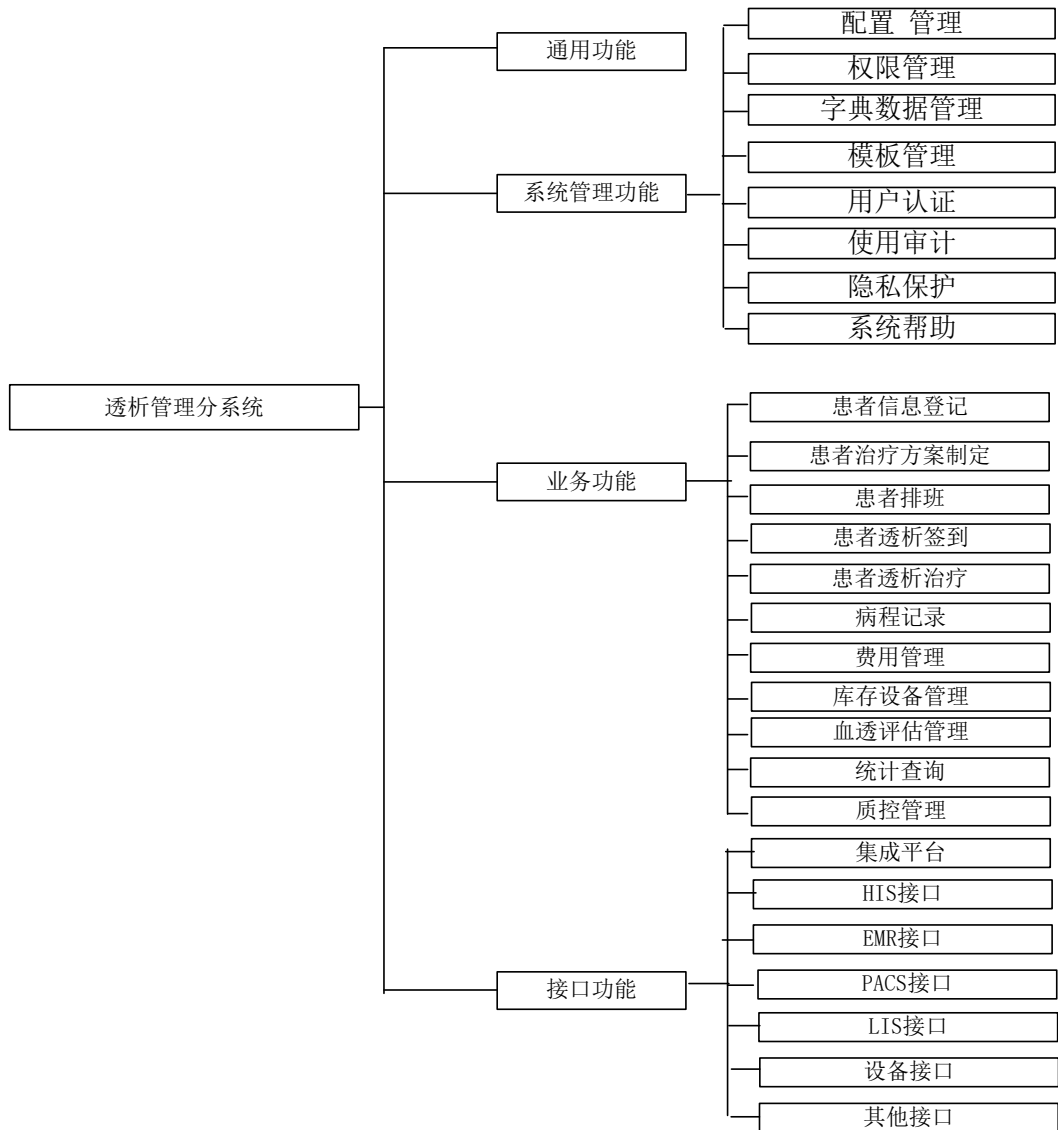 透析管理分系统
通用功能
系统管理功能
配置 管理
权限管理
字典数据管理
模板管理
用户认证
使用审计
隐私保护
系统帮助
业务功能
患者信息登记
患者治疗方案制定
患者排班
患者透析签到
患者透析治疗
病程记录
费用管理
库存设备管理
血透评估管理
统计查询
质控管理
接口功能
集成平台
HIS接口
EMR接口
PACS接口
LIS接口
设备接口
其他接口